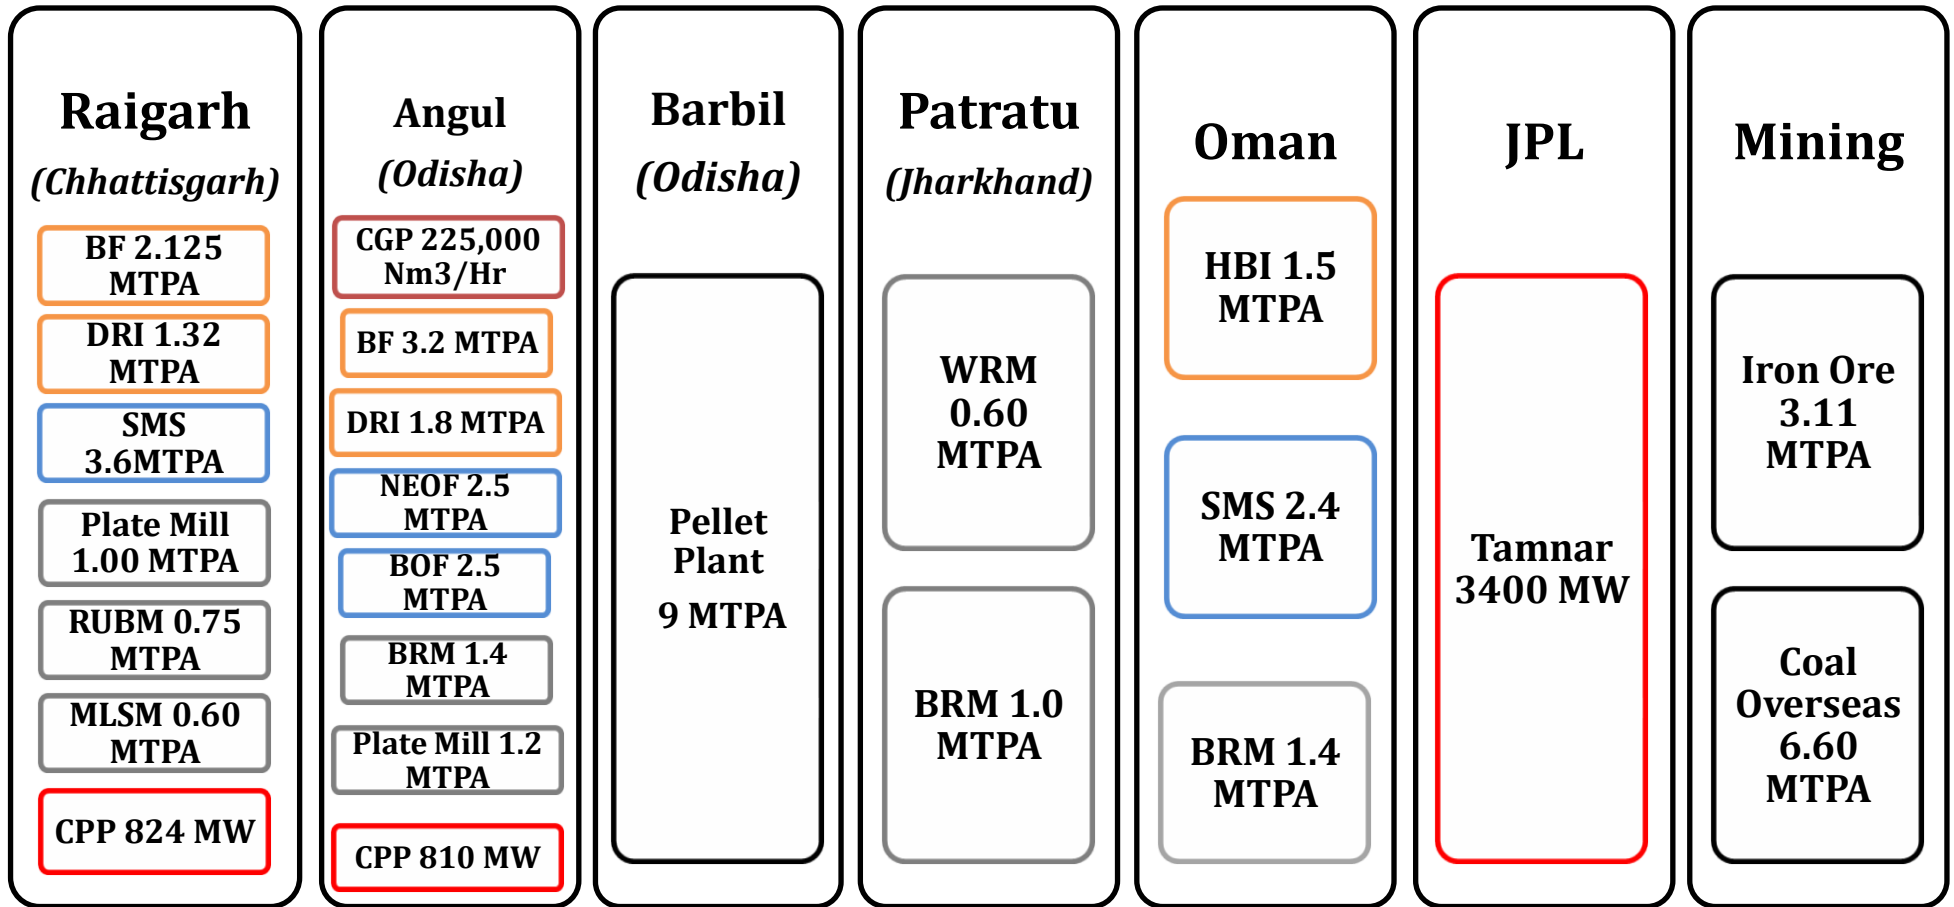 Raigarh
(Chhattisgarh)
BF 2.125
MTPA
DRI 1.32
MTPA
SMS
3.6MTPA
Plate Mill
1.00 MTPA
RUBM 0.75
MTPA
MLSM 0.60
MTPA
CPP 824 MW
Angul
(Odisha)
CGP 225,000
Nm3/Hr
BF 3.2 MTPA
DRI 1.8 MTPA
NEOF 2.5
MTPA
BOF 2.5
MTPA
BRM 1.4
MTPA
Plate Mill 1.2
MTPA
CPP 810 MW
Barbil
(Odisha)
Pellet
Plant
9 MTPA
Patratu
(Jharkhand)
WRM
0.60
MTPA
BRM 1.0
MTPA
Oman
HBI 1.5
MTPA
SMS 2.4
MTPA
BRM 1.4
MTPA
JPL
Tamnar
3400 MW
Mining
Iron Ore
3.11
MTPA
Coal
Overseas
6.60
MTPA